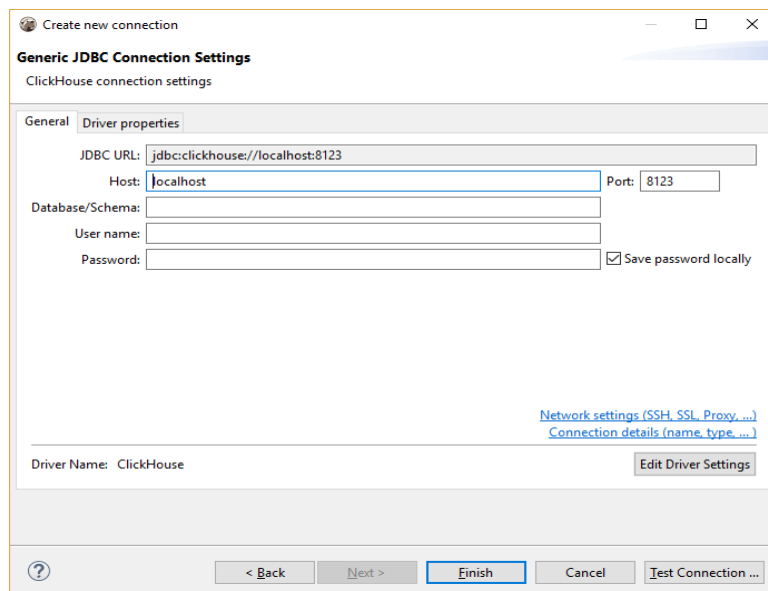 Create new connection
Generic JDBC Connection Settings
ClickHouse connection settings
General Driver properties
JDBC URL: jdbc:clickhouse://localhost:8123
Host: localhost Port: 8123
Database/Schema:
User name:
Password: Save password locally
Network settings (SSH, SSL, Proxy, ...)
Connection details (name, type, ... )
Driver Name: ClickHouse Edit Driver Settings
? < Back Next > Finish Cancel Test Connection ...